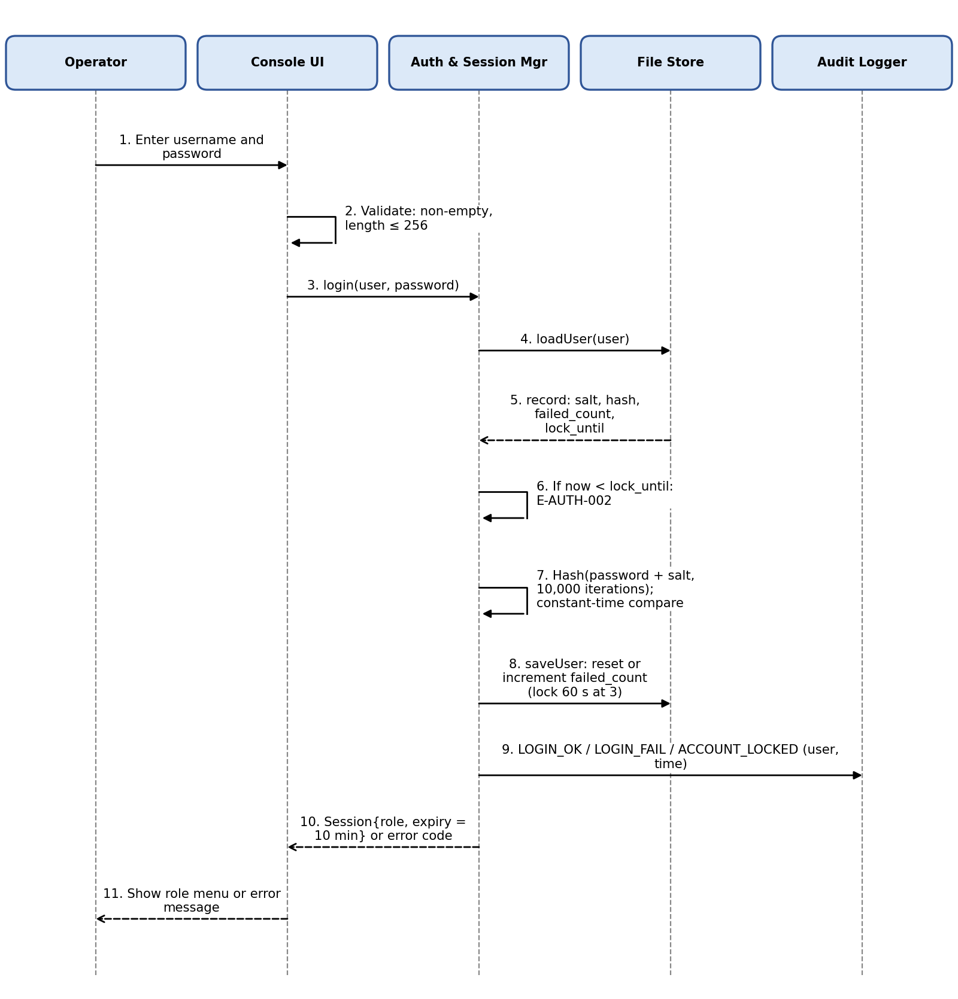 Operator
Console UI
Auth & Session Mgr
File Store
Audit Logger
1. Enter username and
password
2. Validate: non-empty,
length ≤ 256
3. login(user, password)
4. loadUser(user)
5. record: salt, hash,
failed_count,
lock_until
6. If now < lock_until:
E-AUTH-002
7. Hash(password + salt,
10,000 iterations);
constant-time compare
8. saveUser: reset or
increment failed_count
(lock 60 s at 3)
9. LOGIN_OK / LOGIN_FAIL / ACCOUNT_LOCKED (user,
time)
10. Session{role, expiry =
10 min} or error code
11. Show role menu or error
message